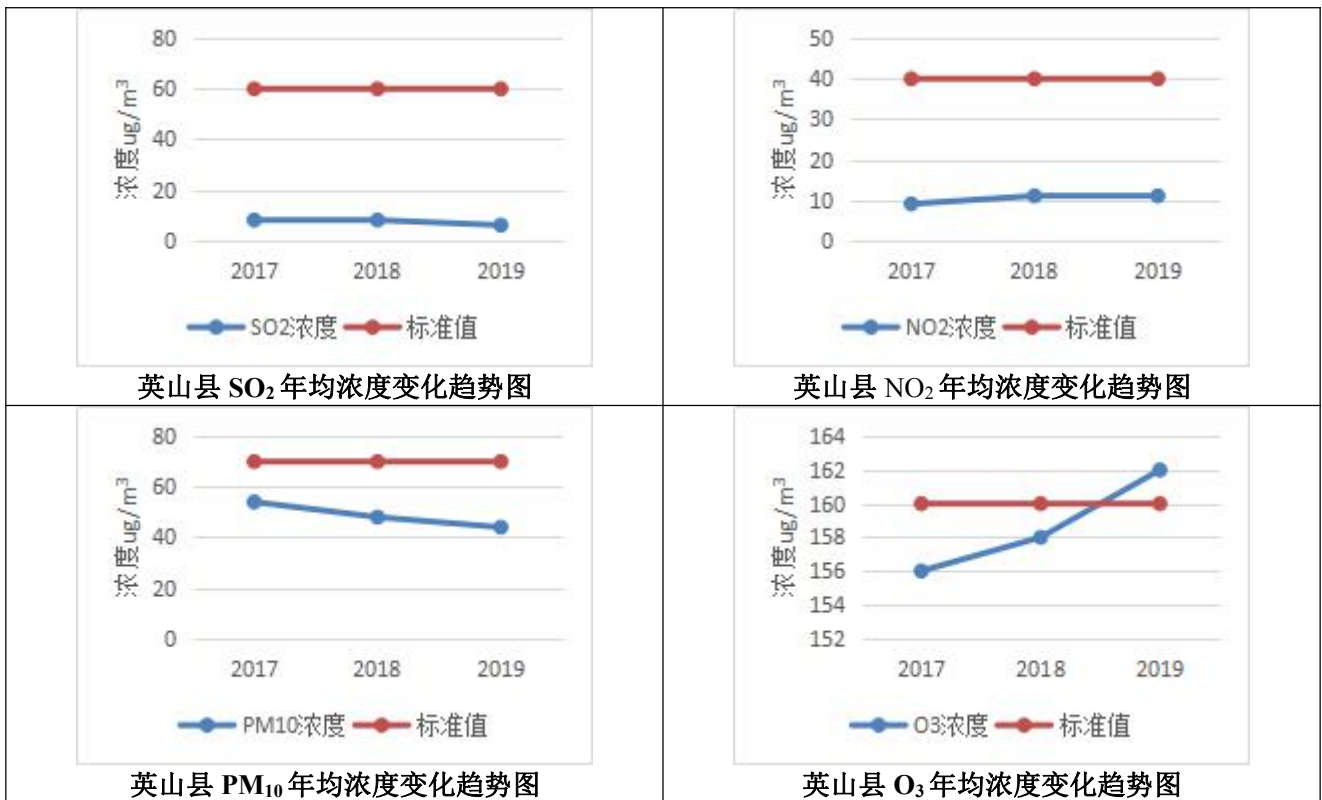 80
60
40
20
0
浓度ug/m³
2017 2018 2019
SO2浓度 标准值
英山县 SO₂ 年均浓度变化趋势图
50
40
30
20
10
0
浓度ug/m³
2017 2018 2019
NO2浓度 标准值
英山县 NO₂ 年均浓度变化趋势图
80
60
40
20
0
浓度ug/m³
2017 2018 2019
PM10浓度 标准值
英山县 PM₁₀ 年均浓度变化趋势图
164
162
160
158
156
154
152
浓度ug/m³
2017 2018 2019
O3浓度 标准值
英山县 O₃ 年均浓度变化趋势图